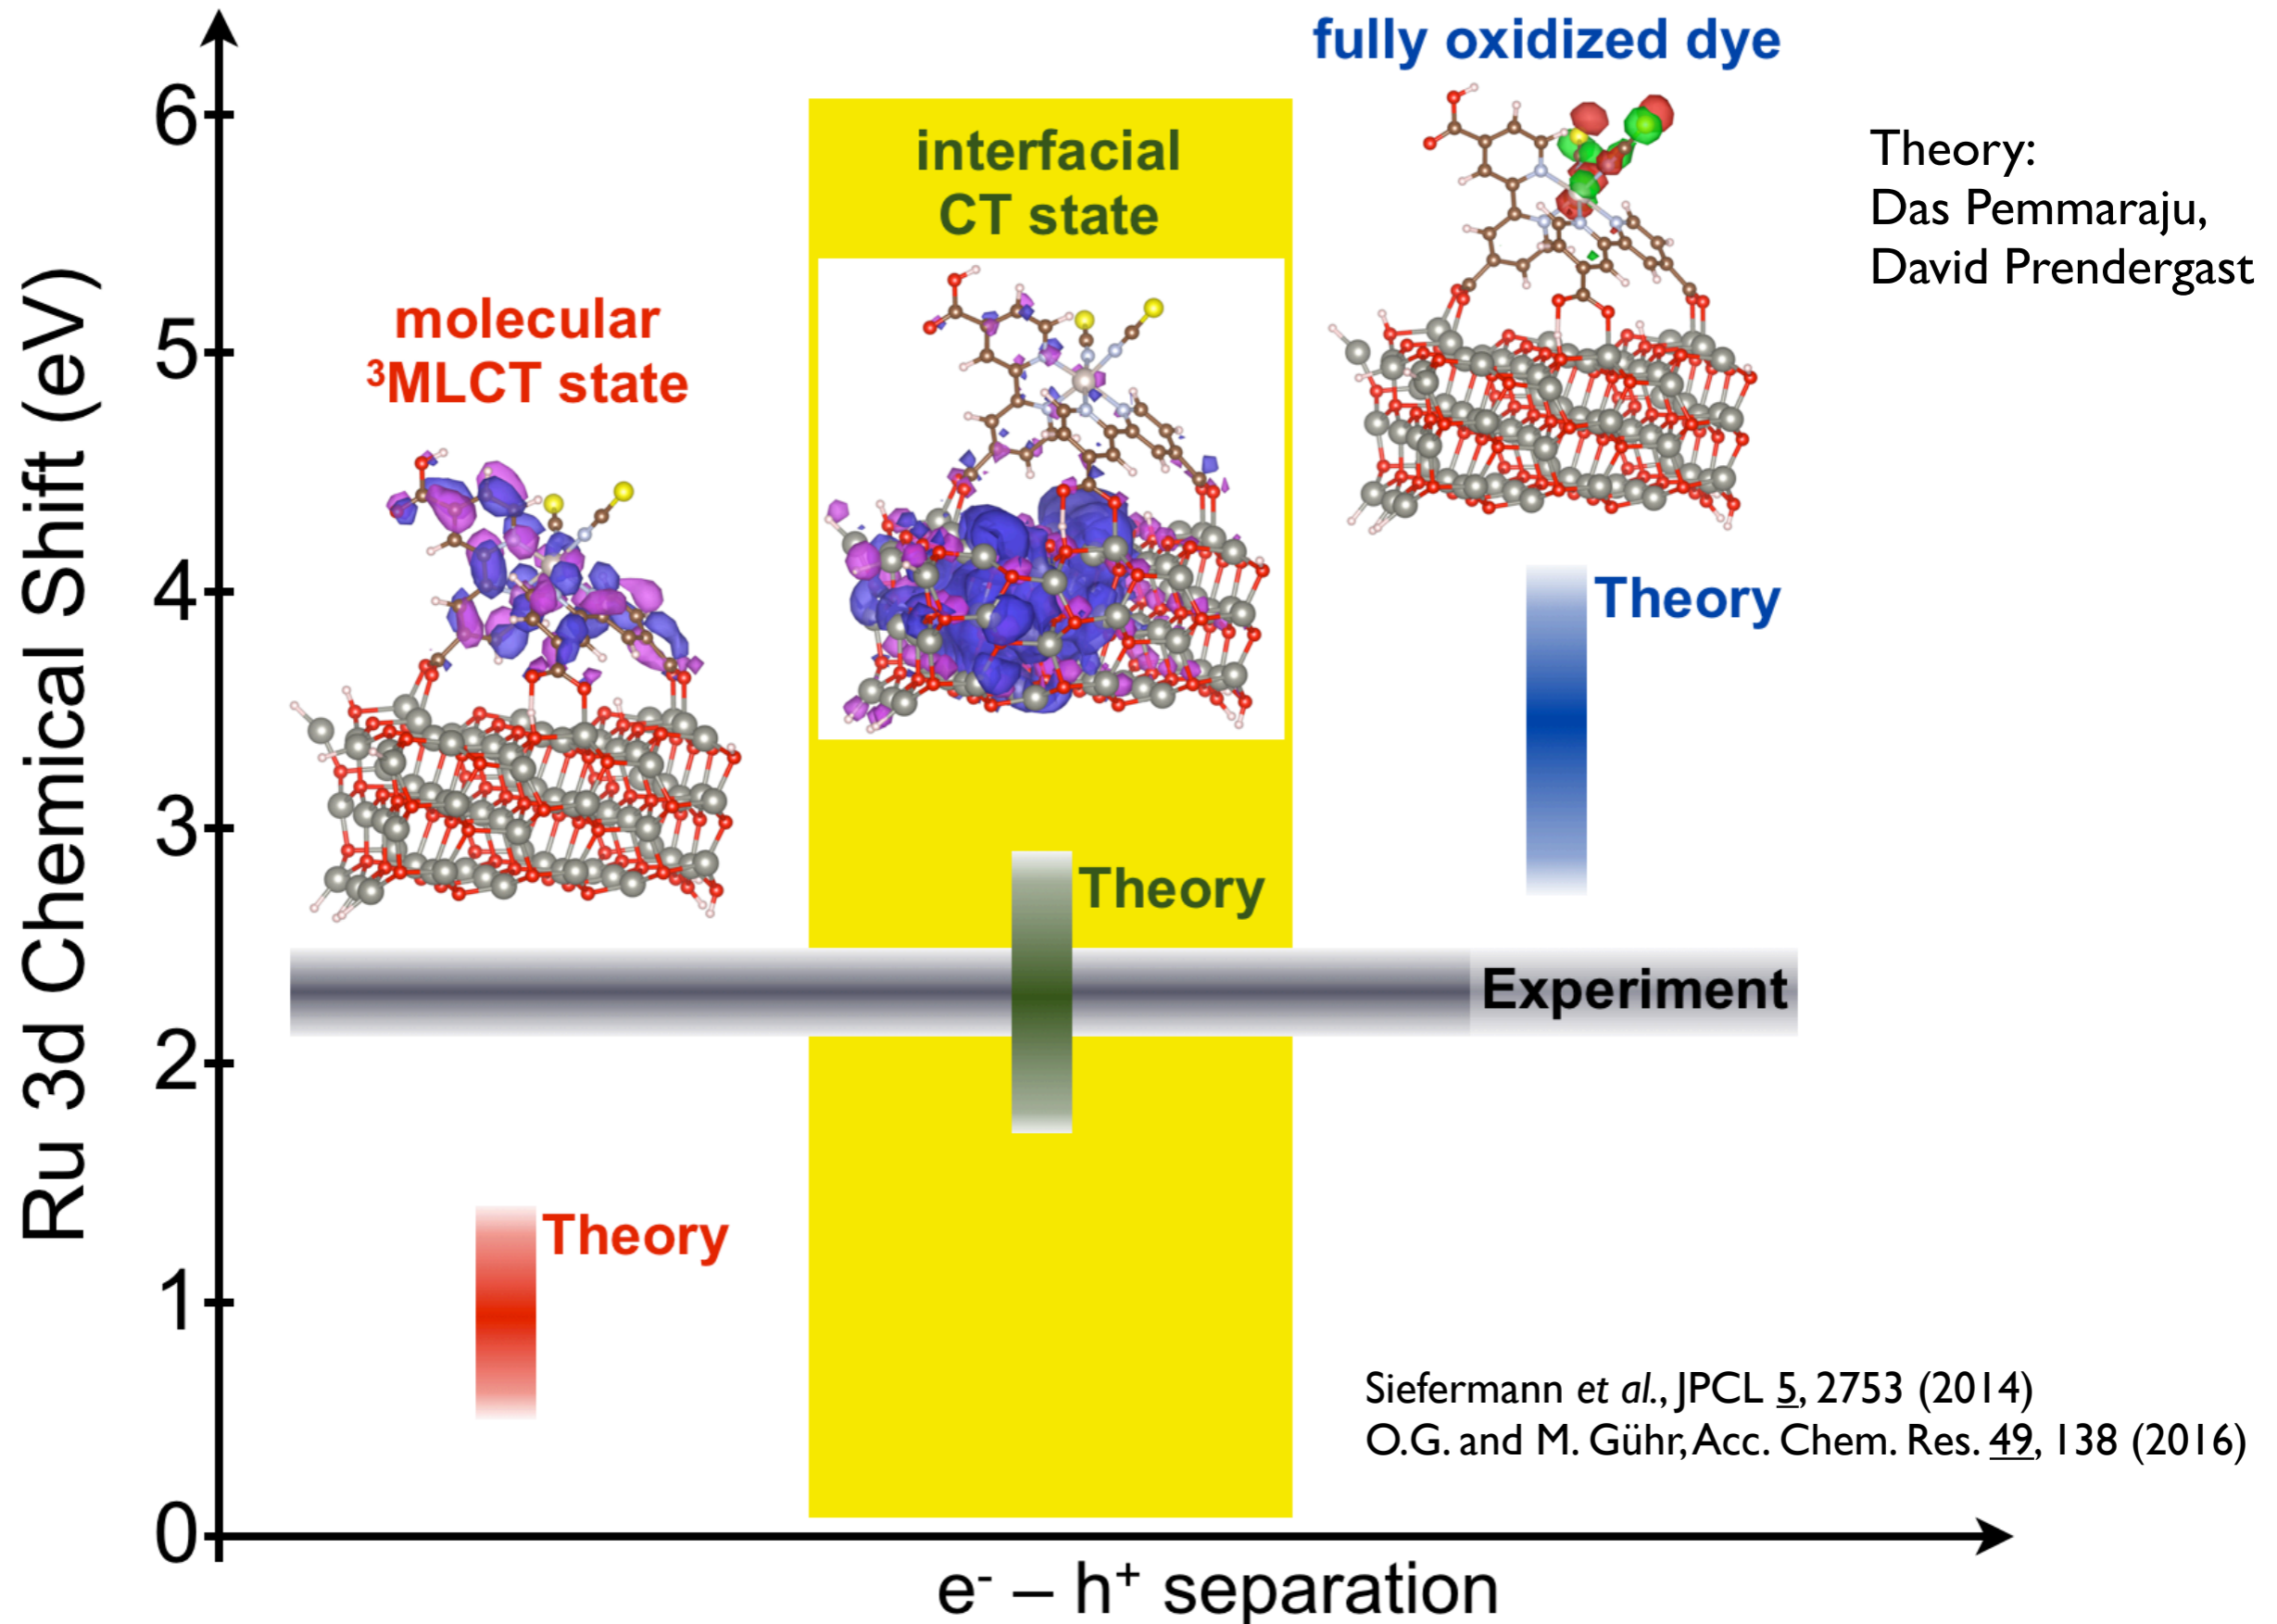 Ru 3d Chemical Shift (eV)
6
5
4
3
2
1
0
e⁻ – h⁺ separation
molecular
³MLCT state
interfacial
CT state
fully oxidized dye
Theory:
Das Pemmaraju,
David Prendergast
Theory
Theory
Theory
Experiment
Siefermann et al., JPCL 5, 2753 (2014)
O.G. and M. Gühr, Acc. Chem. Res. 49, 138 (2016)